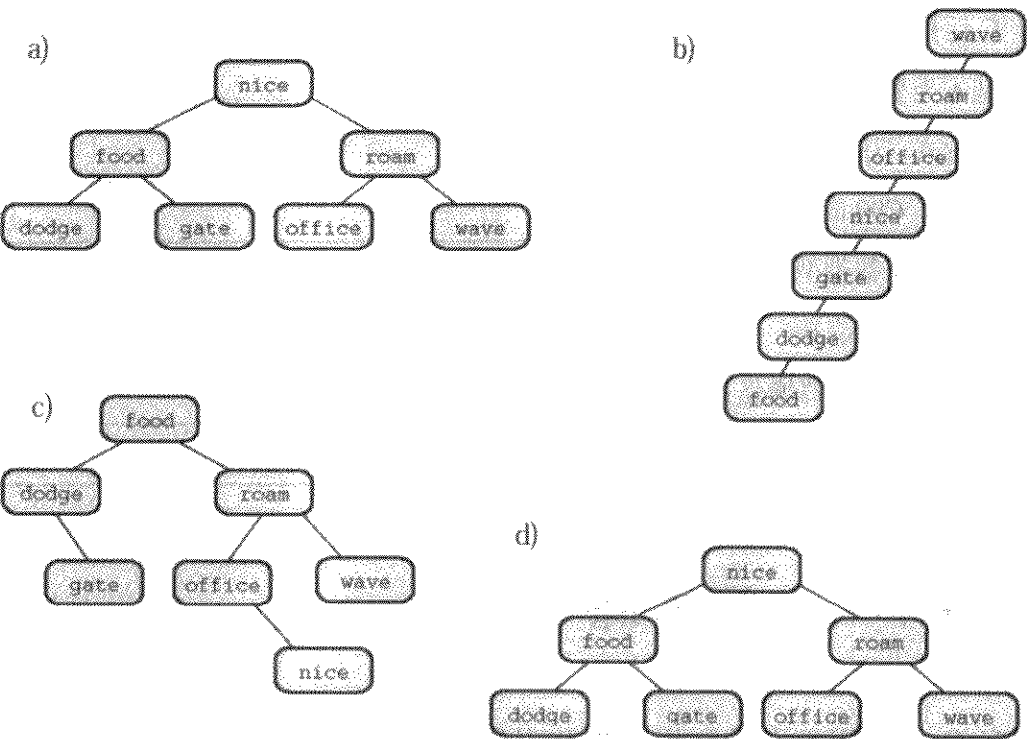 a)
nice
food
roam
dodge
gate
office
wave
b)
wave
roam
office
nice
gate
dodge
food
c)
food
dodge
roam
gate
office
wave
nice
d)
nice
food
roam
dodge
gate
office
wave